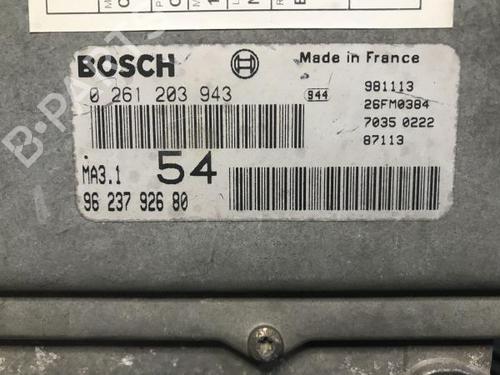 BOSCH
Made in France
0 261 203 943
944
981113
26FM0384
7035 0222
87113
MA3.1
54
96 237 926 80
B-PARTS